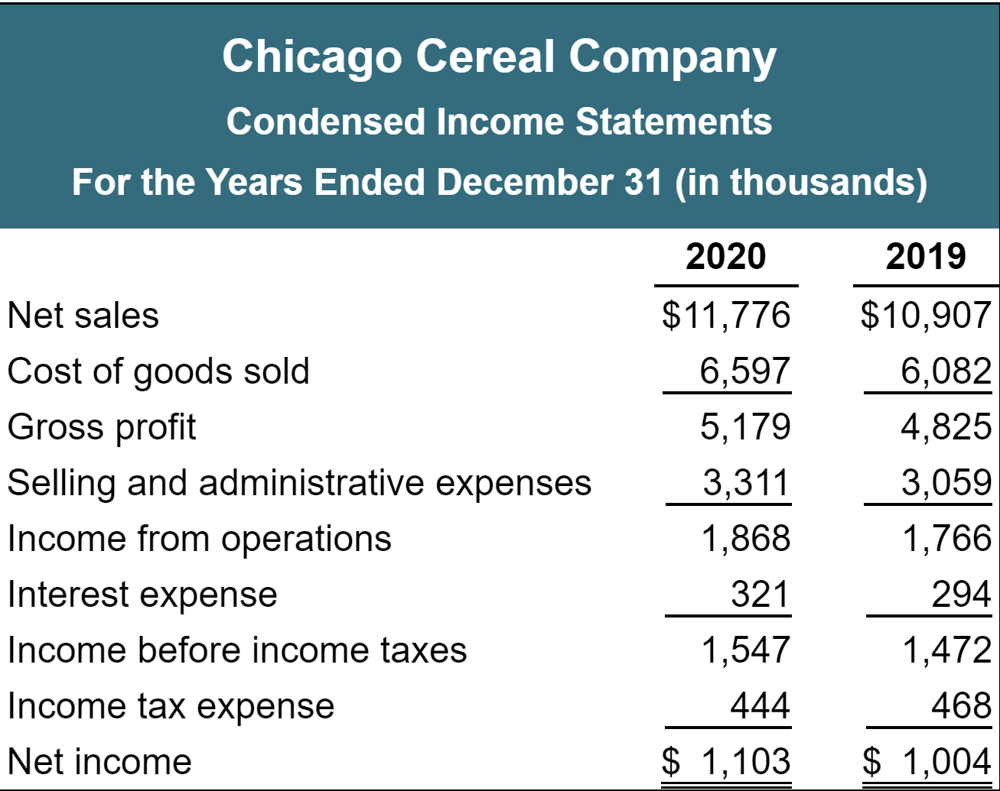 Chicago Cereal Company
Condensed Income Statements
For the Years Ended December 31 (in thousands)
2020 2019
Net sales $11,776 $10,907
Cost of goods sold 6,597 6,082
Gross profit 5,179 4,825
Selling and administrative expenses 3,311 3,059
Income from operations 1,868 1,766
Interest expense 321 294
Income before income taxes 1,547 1,472
Income tax expense 444 468
Net income $ 1,103 $ 1,004